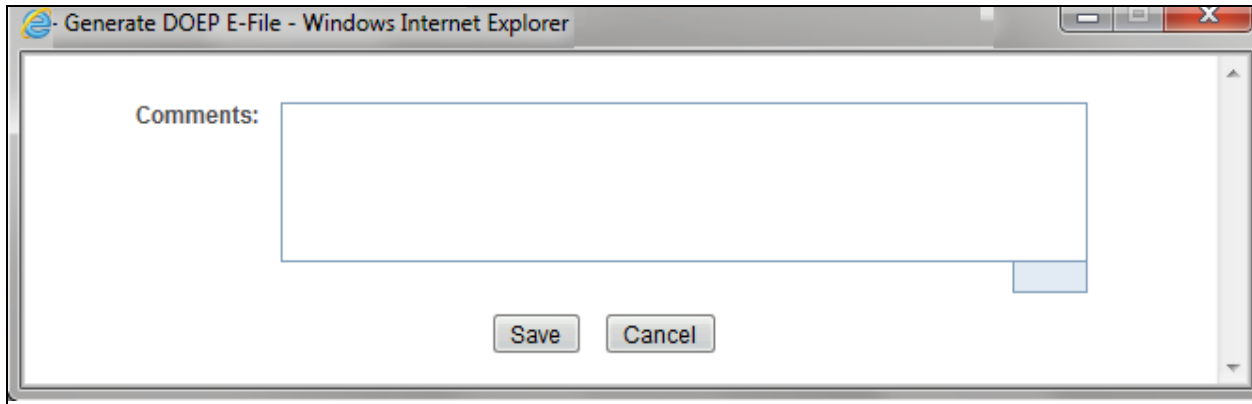 - Generate DOEP E-File - Windows Internet Explorer
Comments:
Save Cancel